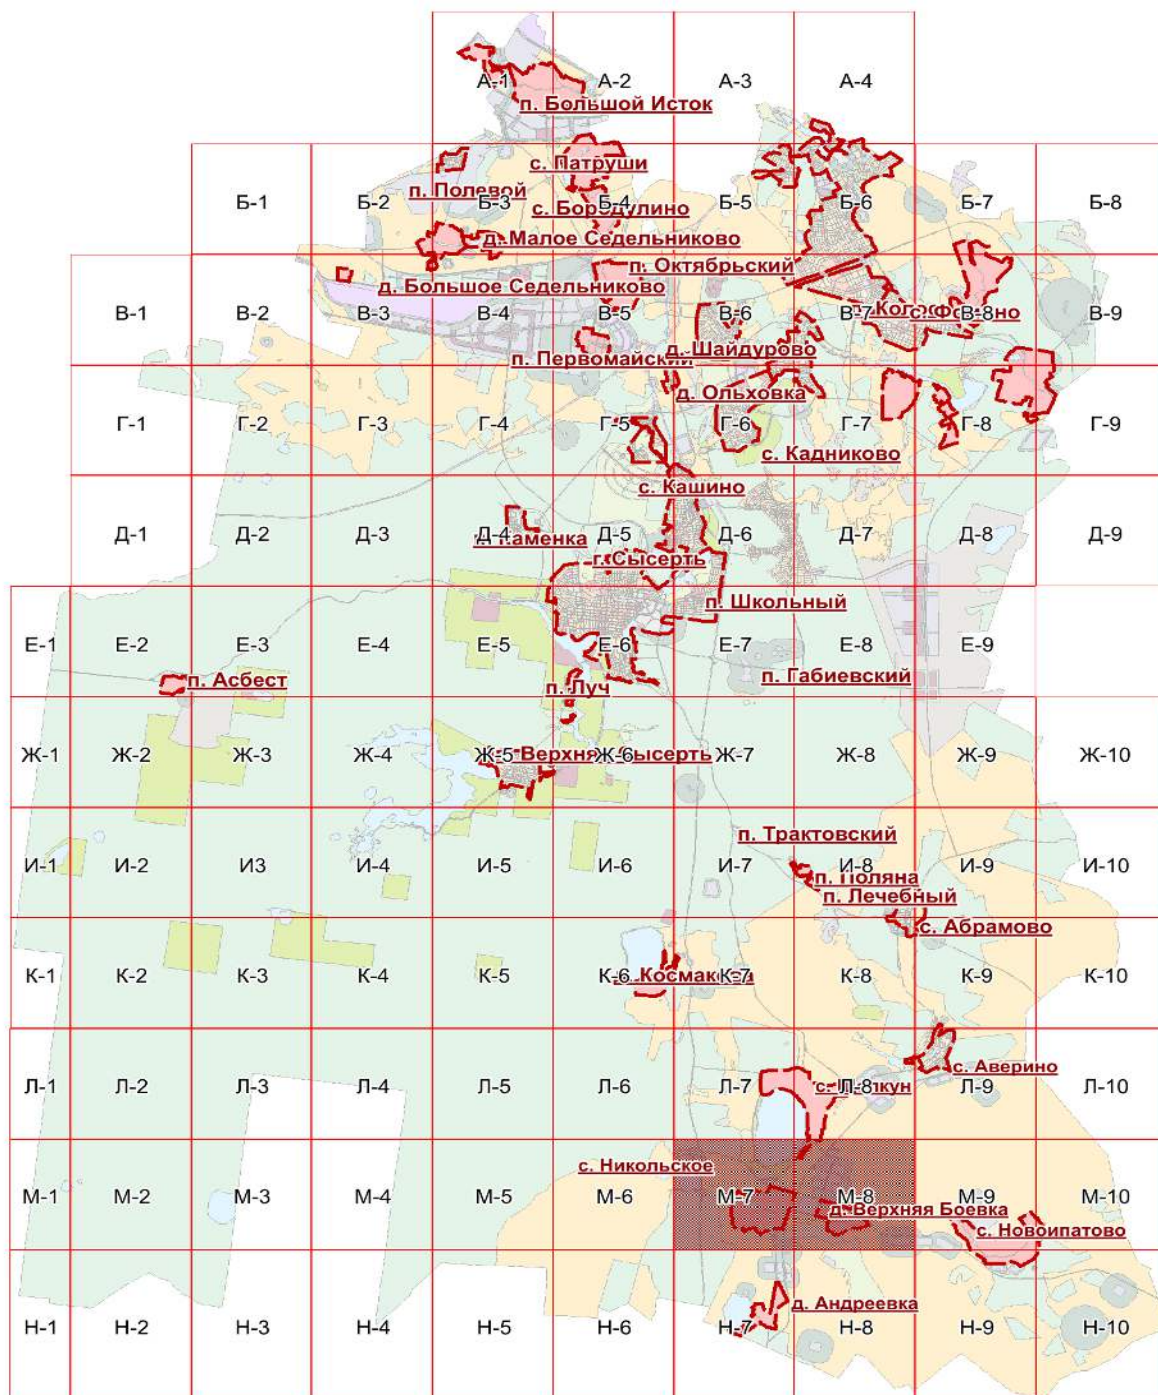 А-1 А-2 А-3 А-4
п. Большой Исток
с. Патруши
п. Полевой
Б-1 Б-2 Б-3 Б-4 Б-5 Б-6 Б-7 Б-8
с. Бородулино
д. Малое Седельниково
п. Октябрьский
д. Большое Седельниково
В-1 В-2 В-3 В-4 В-5 В-6 В-7 В-8 В-9
д. Шайдурово
п. Первомайский
д. Ольховка
Г-1 Г-2 Г-3 Г-4 Г-5 Г-6 Г-7 Г-8 Г-9
с. Кадниково
с. Кашино
Д-1 Д-2 Д-3 Д-4 Д-5 Д-6 Д-7 Д-8 Д-9
Каменка
г. Сысерть
п. Школьный
Е-1 Е-2 Е-3 Е-4 Е-5 Е-6 Е-7 Е-8 Е-9
п. Асбест
п. Луч
п. Габиевский
Ж-1 Ж-2 Ж-3 Ж-4 Ж-5 Верхняя Сысерть Ж-6 Ж-7 Ж-8 Ж-9 Ж-10
п. Трактовский
И-1 И-2 И3 И-4 И-5 И-6 И-7 И-8 И-9 И-10
п. Поляна
п. Лечебный
с. Абрамово
К-1 К-2 К-3 К-4 К-5 К-6 К-7 К-8 К-9 К-10
с. Аверино
Л-1 Л-2 Л-3 Л-4 Л-5 Л-6 Л-7 Л-8 Л-9 Л-10
с. Никольское
М-1 М-2 М-3 М-4 М-5 М-6 М-7 М-8 М-9 М-10
д. Верхняя Боевка
с. Новоипатово
д. Андреевка
Н-1 Н-2 Н-3 Н-4 Н-5 Н-6 Н-7 Н-8 Н-9 Н-10